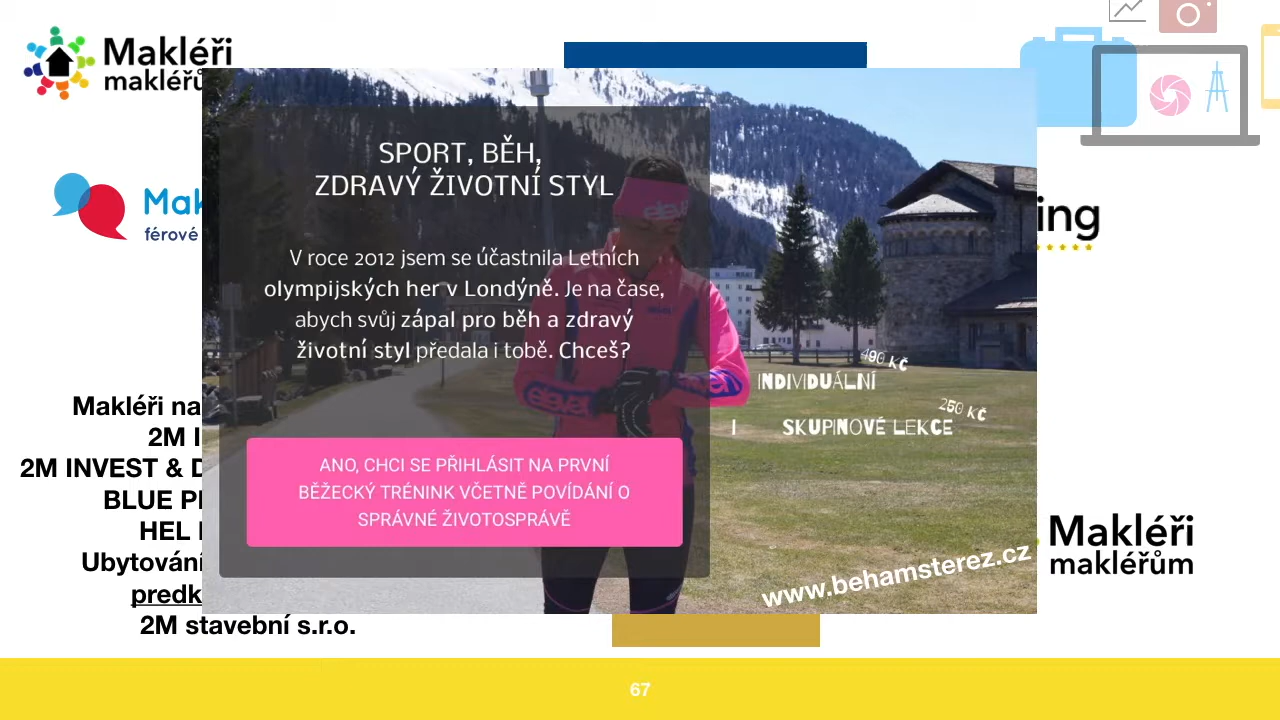 Makléři
makléřů
Mak
férové
ing
SPORT, BĚH,
ZDRAVÝ ŽIVOTNÍ STYL
V roce 2012 jsem se účastnila Letních
olympijských her v Londýně. Je na čase,
abych svůj zápal pro běh a zdravý
životní styl předala i tobě. Chceš?
ANO, CHCI SE PŘIHLÁSIT NA PRVNÍ
BĚŽECKÝ TRÉNINK VČETNĚ POVÍDÁNÍ O
SPRÁVNÉ ŽIVOTOSPRÁVĚ
490 KČ
INDIVIDUÁLNÍ
250 KČ
I SKUPINOVÉ LEKCE
www.behamsterez.cz
Makléři na
2M I
2M INVEST & D
BLUE P
HEL
Ubytování
predk
2M stavební s.r.o.
Makléři
makléřům
67